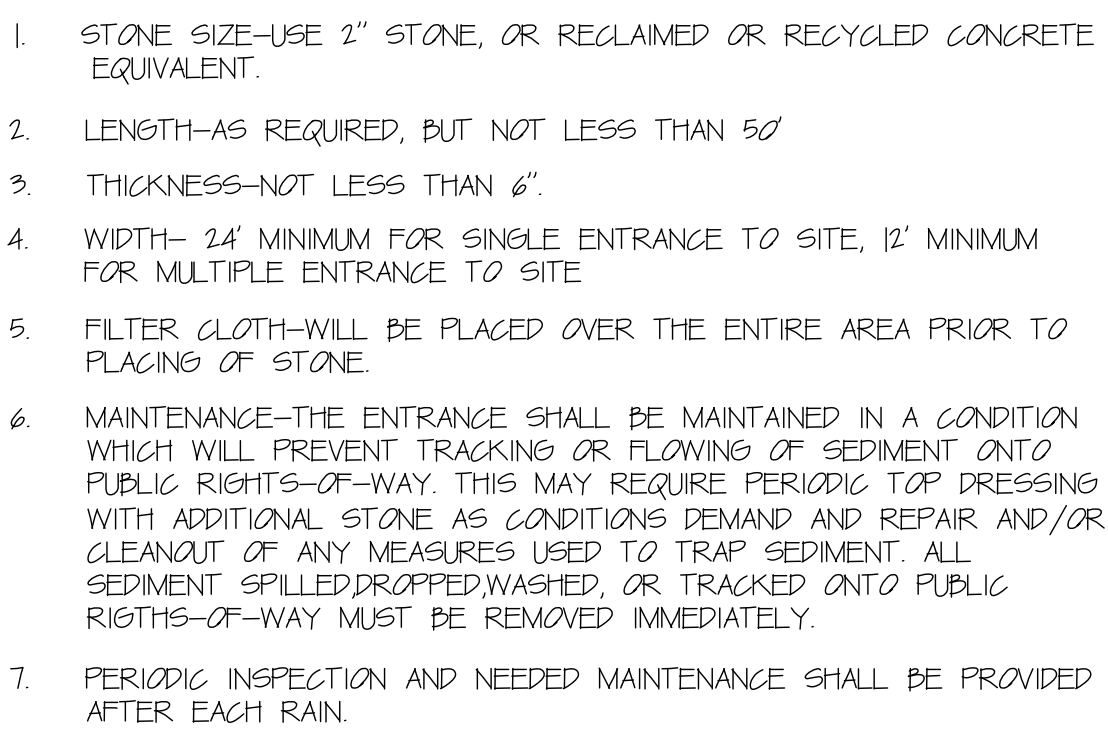 1. STONE SIZE–USE 2" STONE, OR RECLAIMED OR RECYCLED CONCRETE
EQUIVALENT.
2. LENGTH–AS REQUIRED, BUT NOT LESS THAN 50'
3. THICKNESS–NOT LESS THAN 6".
4. WIDTH– 24' MINIMUM FOR SINGLE ENTRANCE TO SITE, 12' MINIMUM
FOR MULTIPLE ENTRANCE TO SITE
5. FILTER CLOTH–WILL BE PLACED OVER THE ENTIRE AREA PRIOR TO
PLACING OF STONE.
6. MAINTENANCE–THE ENTRANCE SHALL BE MAINTAINED IN A CONDITION
WHICH WILL PREVENT TRACKING OR FLOWING OF SEDIMENT ONTO
PUBLIC RIGHTS–OF–WAY. THIS MAY REQUIRE PERIODIC TOP DRESSING
WITH ADDITIONAL STONE AS CONDITIONS DEMAND AND REPAIR AND/OR
CLEANOUT OF ANY MEASURES USED TO TRAP SEDIMENT. ALL
SEDIMENT SPILLED,DROPPED,WASHED, OR TRACKED ONTO PUBLIC
RIGTHS–OF–WAY MUST BE REMOVED IMMEDIATELY.
7. PERIODIC INSPECTION AND NEEDED MAINTENANCE SHALL BE PROVIDED
AFTER EACH RAIN.